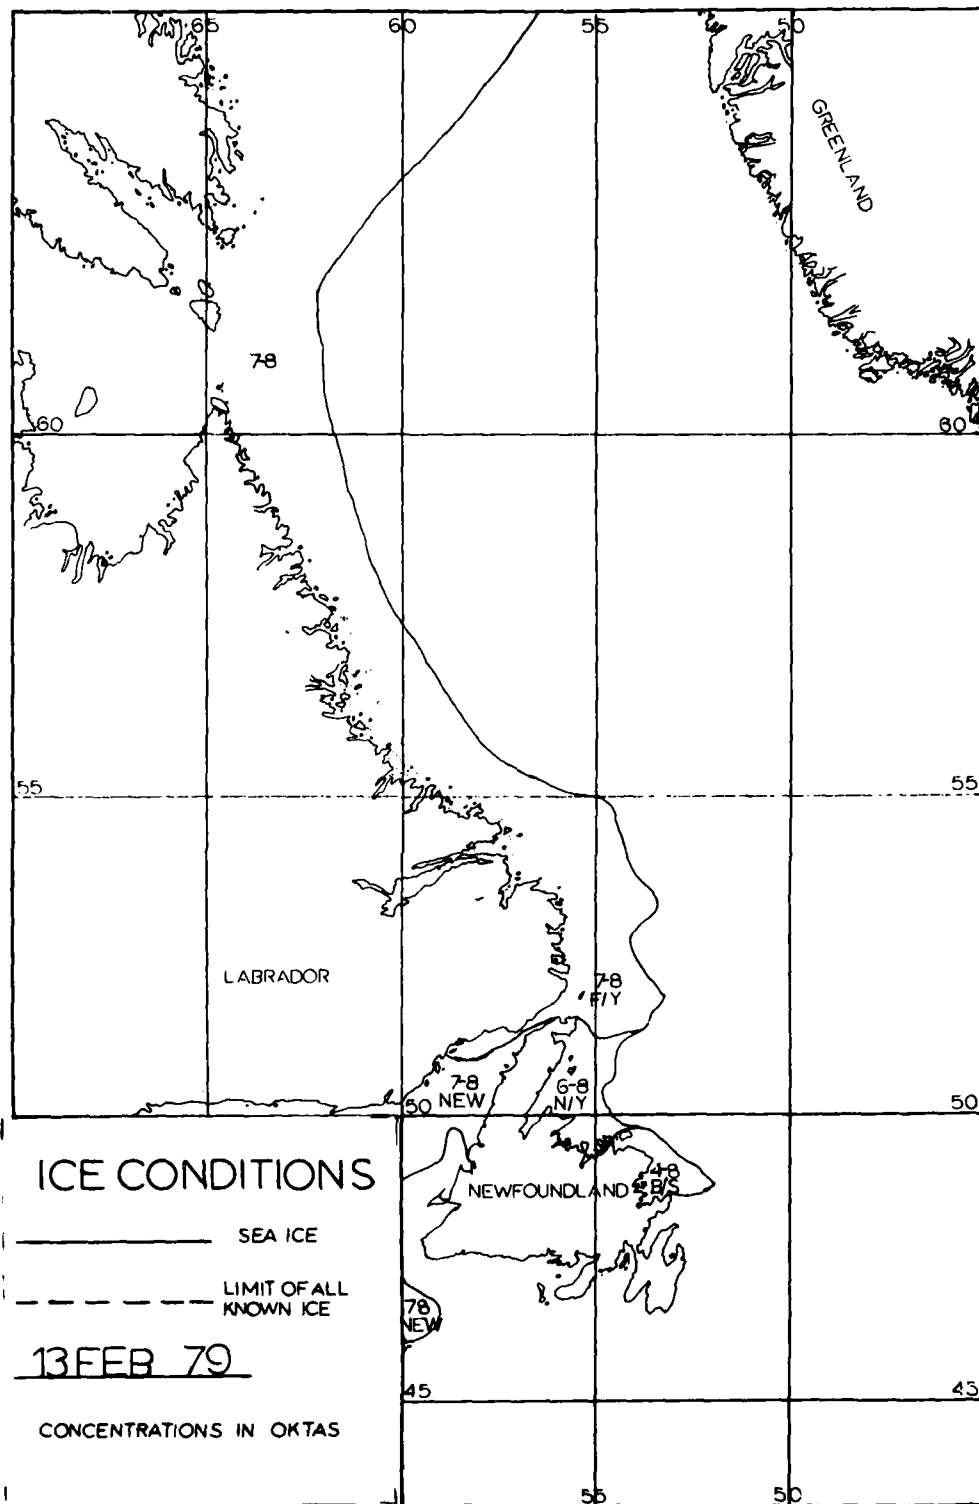 65
60
55
50
GREENLAND
7-8
60
60
55
55
LABRADOR
7-8
F/Y
7-8
NEW
6-8
N/Y
50
50
ICE CONDITIONS
NEWFOUNDLAND
4-8
B/S
SEA ICE
LIMIT OF ALL
KNOWN ICE
7-8
NEW
13 FEB 79
45
45
CONCENTRATIONS IN OKTAS
55
50